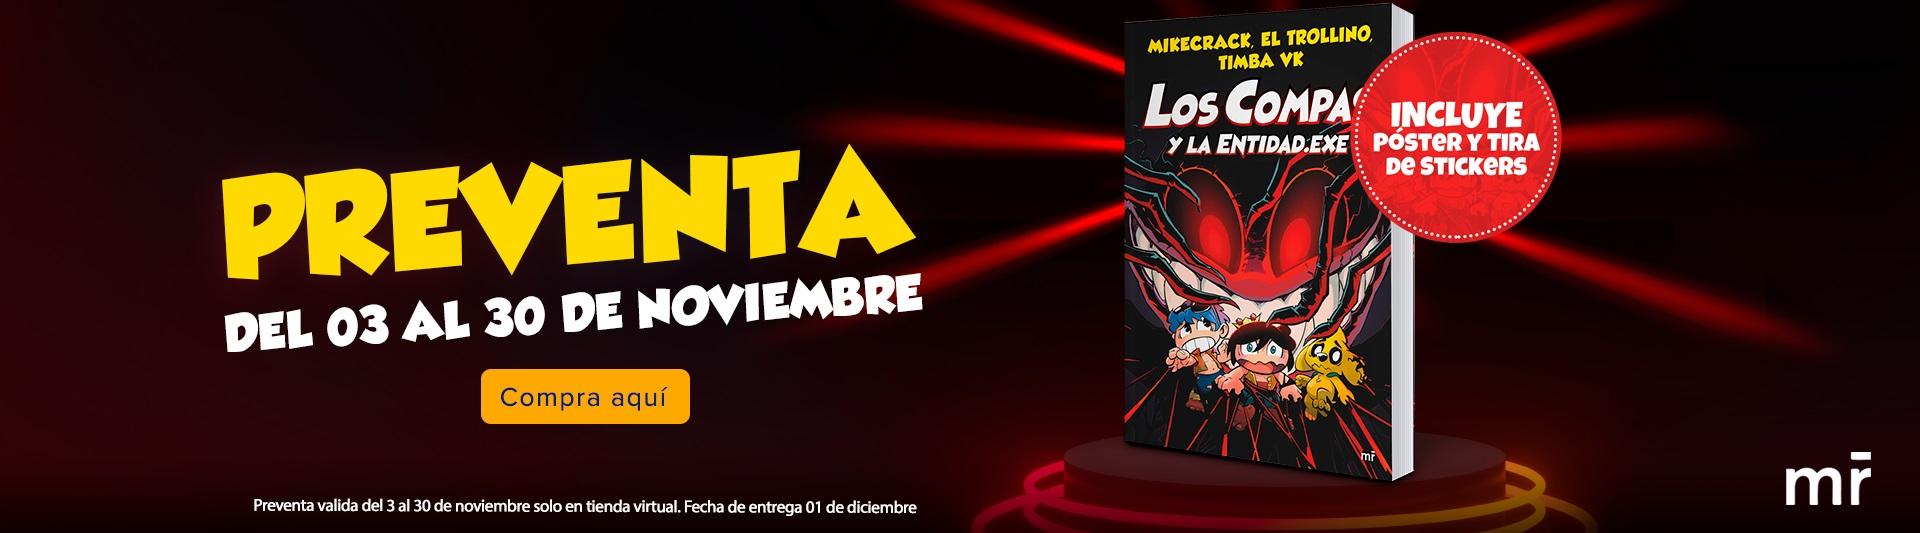 PREVENTA
DEL 03 AL 30 DE NOVIEMBRE
Compra aquí
Preventa valida del 3 al 30 de noviembre solo en tienda virtual. Fecha de entrega 01 de diciembre
MIKECRACK, EL TROLLINO,
TIMBA VK
LOS COMPAS
Y LA ENTIDAD.EXE
INCLUYE
PÓSTER Y TIRA
DE STICKERS
mr
mr